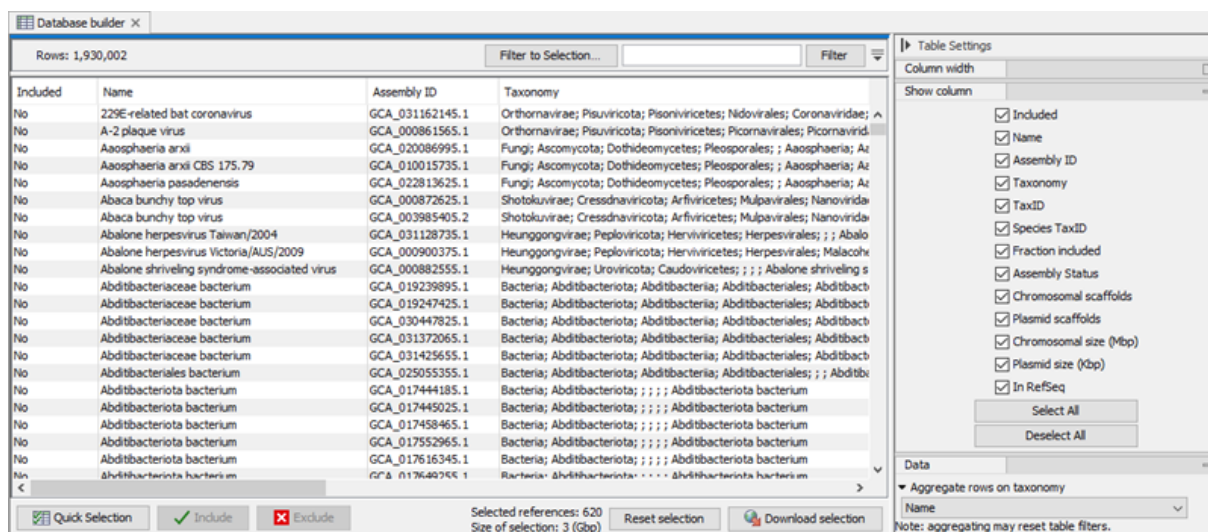 Database builder
Rows: 1,930,002 Filter to Selection... Filter
Included Name Assembly ID Taxonomy
No 229E-related bat coronavirus GCA_031162145.1 Orthornavirae; Pisuviricota; Pisoniviricetes; Nidovirales; Coronaviridae;
No A-2 plaque virus GCA_000861565.1 Orthornavirae; Pisuviricota; Pisoniviricetes; Picornavirales; Picornavirid
No Aaosphaeria arxii GCA_020086995.1 Fungi; Ascomycota; Dothideomycetes; Pleosporales; ; Aaosphaeria; Aa
No Aaosphaeria arxii CBS 175.79 GCA_010015735.1 Fungi; Ascomycota; Dothideomycetes; Pleosporales; ; Aaosphaeria; Aa
No Aaosphaeria pasadenensis GCA_022813625.1 Fungi; Ascomycota; Dothideomycetes; Pleosporales; ; Aaosphaeria; Aa
No Abaca bunchy top virus GCA_000872625.1 Shotokuvirae; Cressdnaviricota; Arfiviricetes; Mulpavirales; Nanovirida
No Abaca bunchy top virus GCA_003985405.2 Shotokuvirae; Cressdnaviricota; Arfiviricetes; Mulpavirales; Nanovirida
No Abalone herpesvirus Taiwan/2004 GCA_031128735.1 Heunggongvirae; Peploviricota; Herviviricetes; Herpesvirales; ; ; Abalo
No Abalone herpesvirus Victoria/AUS/2009 GCA_000900375.1 Heunggongvirae; Peploviricota; Herviviricetes; Herpesvirales; Malacohe
No Abalone shriveling syndrome-associated virus GCA_000882555.1 Heunggongvirae; Uroviricota; Caudoviricetes; ; ; ; Abalone shriveling s
No Abditibacteriaceae bacterium GCA_019239895.1 Bacteria; Abditibacteriota; Abditibacteriia; Abditibacteriales; Abditibact
No Abditibacteriaceae bacterium GCA_019247425.1 Bacteria; Abditibacteriota; Abditibacteriia; Abditibacteriales; Abditibact
No Abditibacteriaceae bacterium GCA_030447825.1 Bacteria; Abditibacteriota; Abditibacteriia; Abditibacteriales; Abditibact
No Abditibacteriaceae bacterium GCA_031372065.1 Bacteria; Abditibacteriota; Abditibacteriia; Abditibacteriales; Abditibact
No Abditibacteriaceae bacterium GCA_031425655.1 Bacteria; Abditibacteriota; Abditibacteriia; Abditibacteriales; Abditibact
No Abditibacteriales bacterium GCA_025055355.1 Bacteria; Abditibacteriota; Abditibacteriia; Abditibacteriales; ; ; Abditiba
No Abditibacteriota bacterium GCA_017444185.1 Bacteria; Abditibacteriota; ; ; ; ; Abditibacteriota bacterium
No Abditibacteriota bacterium GCA_017445025.1 Bacteria; Abditibacteriota; ; ; ; ; Abditibacteriota bacterium
No Abditibacteriota bacterium GCA_017458465.1 Bacteria; Abditibacteriota; ; ; ; ; Abditibacteriota bacterium
No Abditibacteriota bacterium GCA_017552965.1 Bacteria; Abditibacteriota; ; ; ; ; Abditibacteriota bacterium
No Abditibacteriota bacterium GCA_017616345.1 Bacteria; Abditibacteriota; ; ; ; ; Abditibacteriota bacterium
No Abditibacteriota bacterium GCA_017649255.1 Bacteria; Abditibacteriota; ; ; ; ; Abditibacteriota bacterium
Quick Selection Include Exclude Selected references: 620 Reset selection Download selection
Size of selection: 3 (Gbp)
Table Settings
Column width
Show column
Included
Name
Assembly ID
Taxonomy
TaxID
Species TaxID
Fraction included
Assembly Status
Chromosomal scaffolds
Plasmid scaffolds
Chromosomal size (Mbp)
Plasmid size (Kbp)
In RefSeq
Select All
Deselect All
Data
Aggregate rows on taxonomy
Name
Note: aggregating may reset table filters.